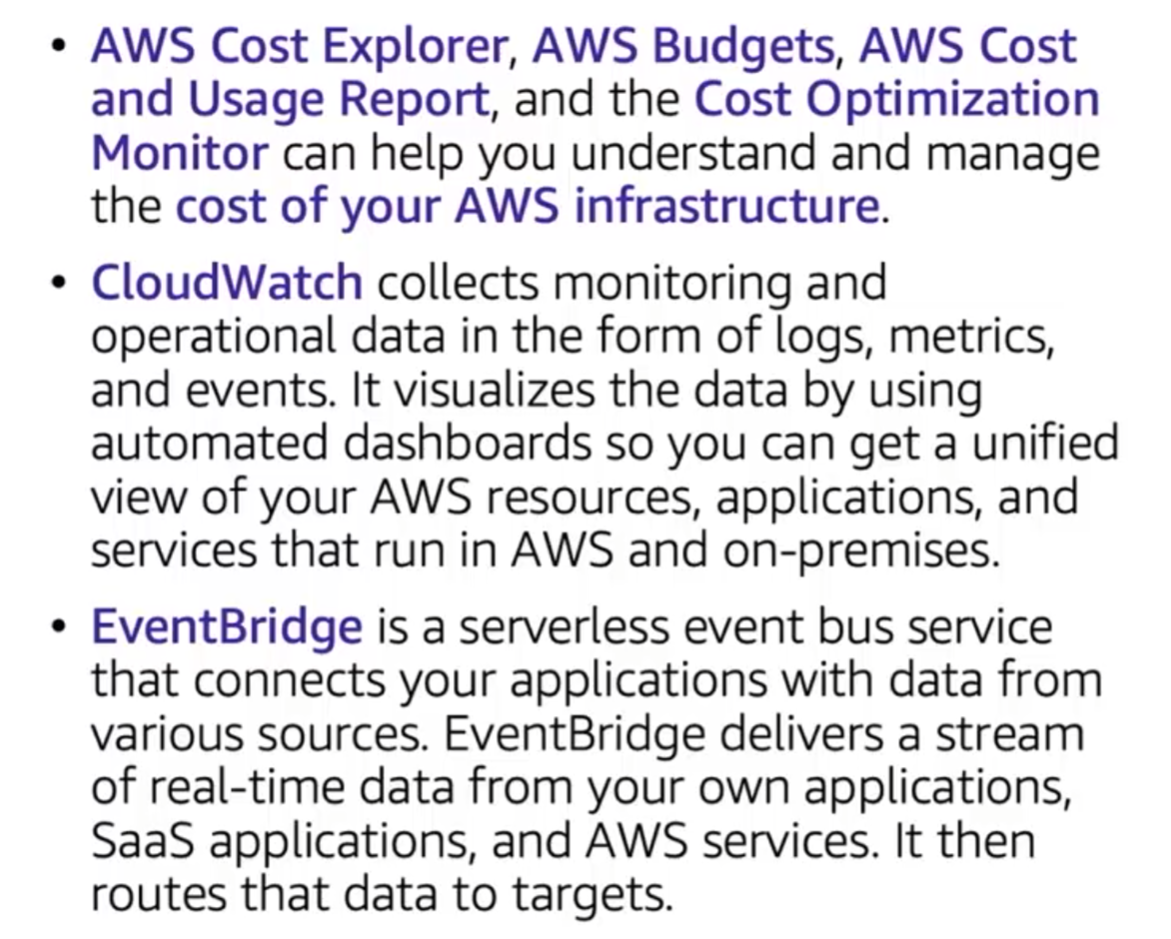 • AWS Cost Explorer, AWS Budgets, AWS Cost
and Usage Report, and the Cost Optimization
Monitor can help you understand and manage
the cost of your AWS infrastructure.
• CloudWatch collects monitoring and
operational data in the form of logs, metrics,
and events. It visualizes the data by using
automated dashboards so you can get a unified
view of your AWS resources, applications, and
services that run in AWS and on-premises.
• EventBridge is a serverless event bus service
that connects your applications with data from
various sources. EventBridge delivers a stream
of real-time data from your own applications,
SaaS applications, and AWS services. It then
routes that data to targets.